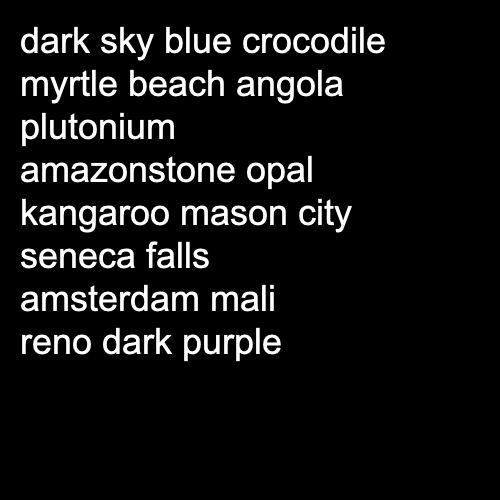 dark sky blue crocodile
myrtle beach angola
plutonium
amazonstone opal
kangaroo mason city
seneca falls
amsterdam mali
reno dark purple